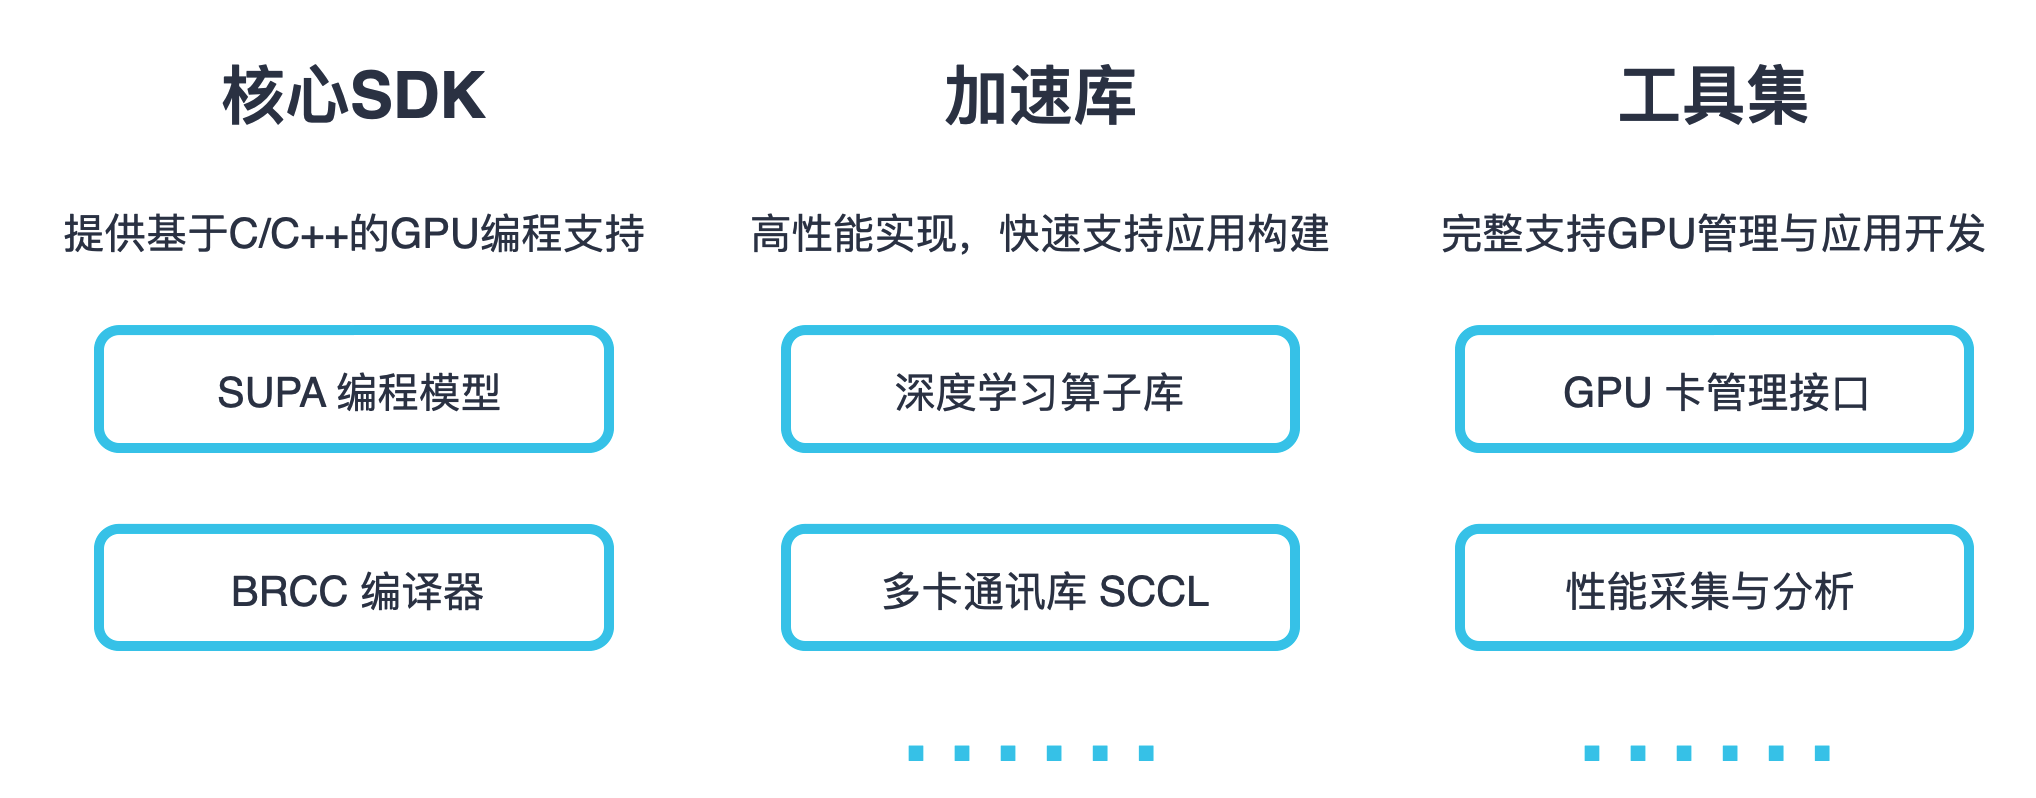 核心SDK
提供基于C/C++的GPU编程支持
SUPA 编程模型
BRCC 编译器
加速库
高性能实现，快速支持应用构建
深度学习算子库
多卡通讯库 SCCL
......
工具集
完整支持GPU管理与应用开发
GPU 卡管理接口
性能采集与分析
......